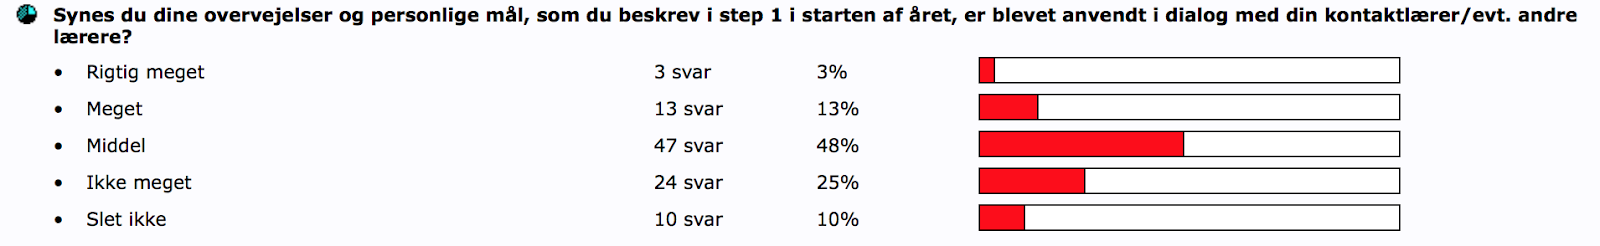 Synes du dine overvejelser og personlige mål, som du beskrev i step 1 i starten af året, er blevet anvendt i dialog med din kontaktlærer/evt. andre
lærere?
• Rigtig meget 3 svar 3%
• Meget 13 svar 13%
• Middel 47 svar 48%
• Ikke meget 24 svar 25%
• Slet ikke 10 svar 10%